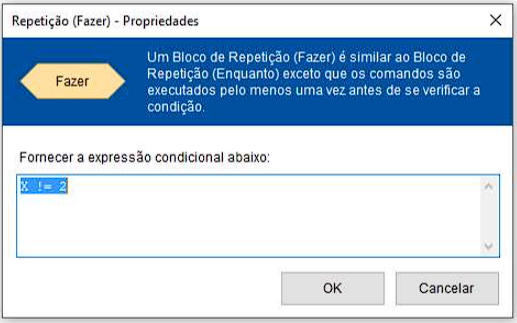 Repetição (Fazer) - Propriedades
Fazer
Um Bloco de Repetição (Fazer) é similar ao Bloco de
Repetição (Enquanto) exceto que os comandos são
executados pelo menos uma vez antes de se verificar a
condição.
Fornecer a expressão condicional abaixo:
X != 2
OK
Cancelar